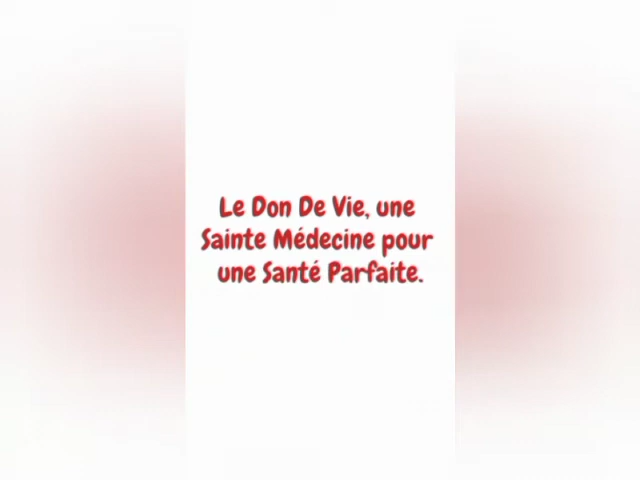 Le Don De Vie, une
Sainte Médecine pour
une Santé Parfaite.